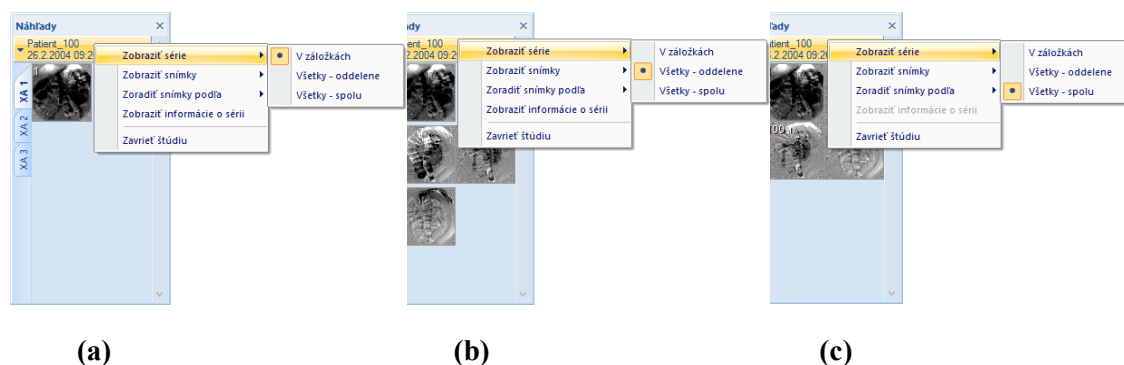 Náhľady
Patient_100
26.2.2004 09:2
Zobraziť série
Zobraziť snímky
Zoradiť snímky podľa
Zobraziť informácie o sérii
Zavrieť štúdiu
V záložkách
Všetky - oddelene
Všetky - spolu
XA 1
XA 2
XA 3
(a)
ady
ient_100
2.2004 09:2
Zobraziť série
Zobraziť snímky
Zoradiť snímky podľa
Zobraziť informácie o sérii
Zavrieť štúdiu
V záložkách
Všetky - oddelene
Všetky - spolu
(b)
ľady
atient_100
.2.2004 09:2
Zobraziť série
Zobraziť snímky
Zoradiť snímky podľa
Zobraziť informácie o sérii
Zavrieť štúdiu
V záložkách
Všetky - oddelene
Všetky - spolu
(c)